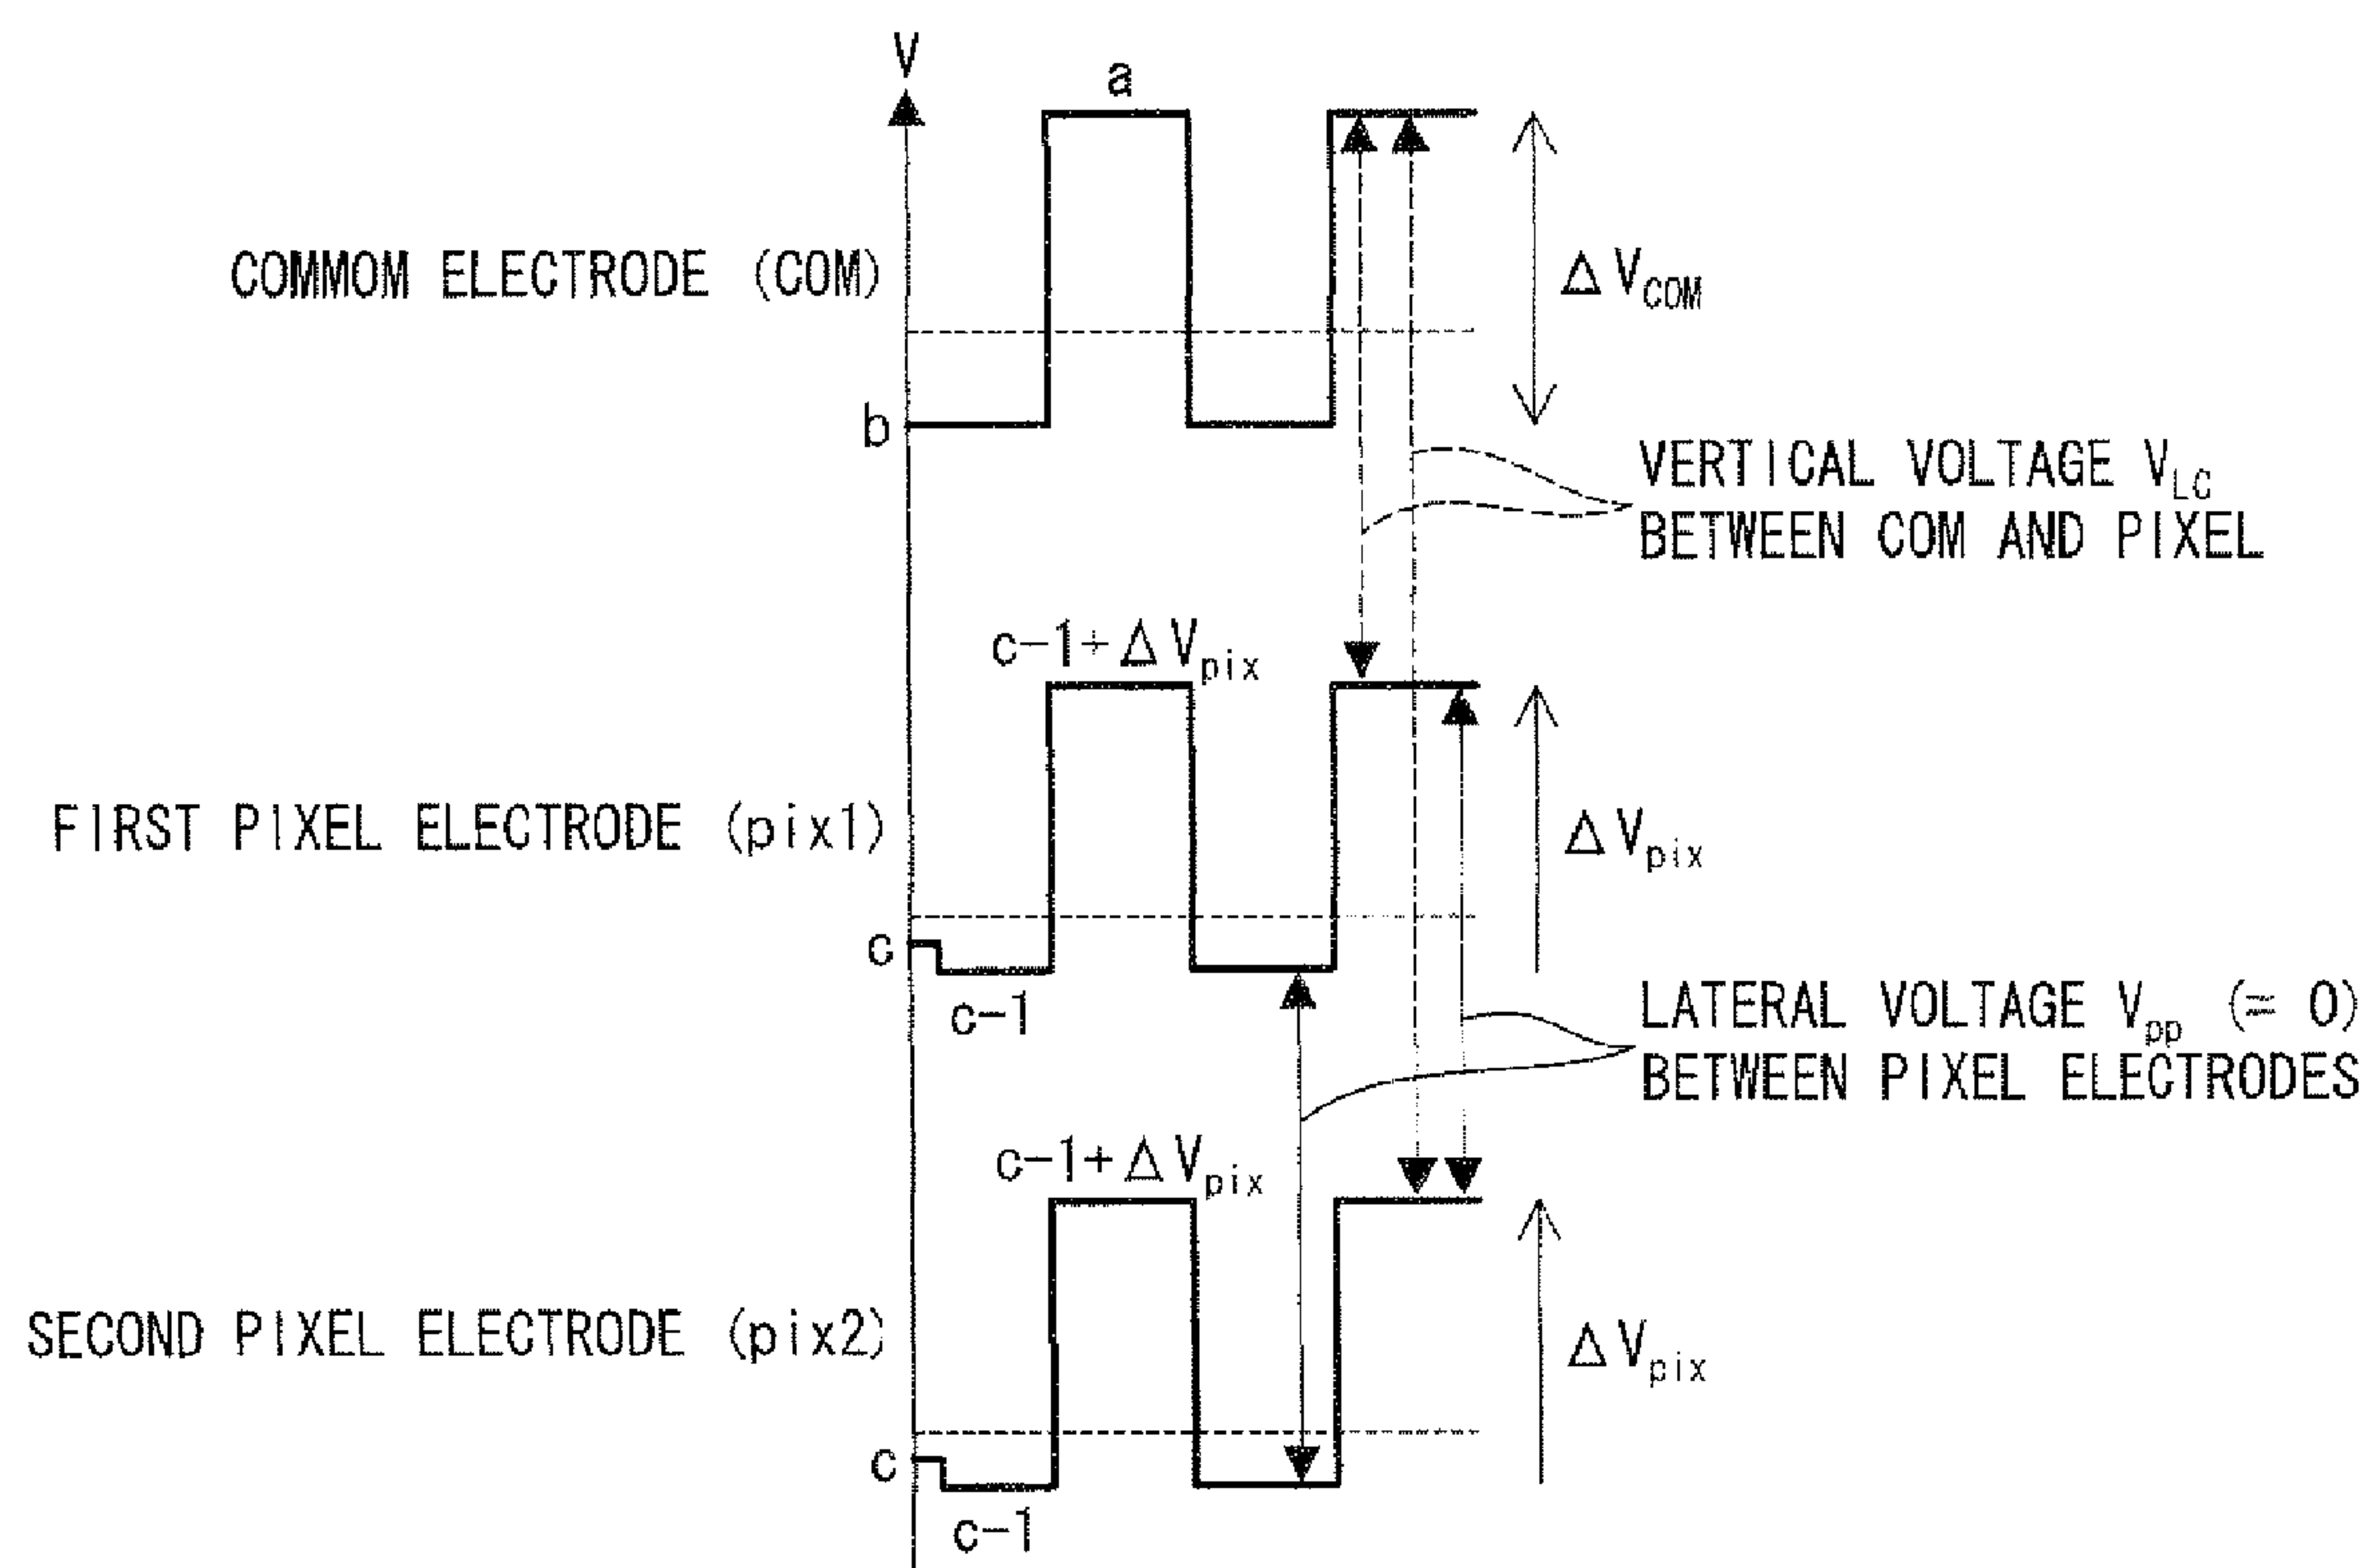 V
a
COMMOM ELECTRODE (COM)
ΔV_COM
b
VERTICAL VOLTAGE V_LC
BETWEEN COM AND PIXEL
c-1+ΔV_pix
FIRST PIXEL ELECTRODE (pix1)
ΔV_pix
c
c-1
LATERAL VOLTAGE V_pp (= 0)
BETWEEN PIXEL ELECTRODES
c-1+ΔV_pix
SECOND PIXEL ELECTRODE (pix2)
ΔV_pix
c
c-1